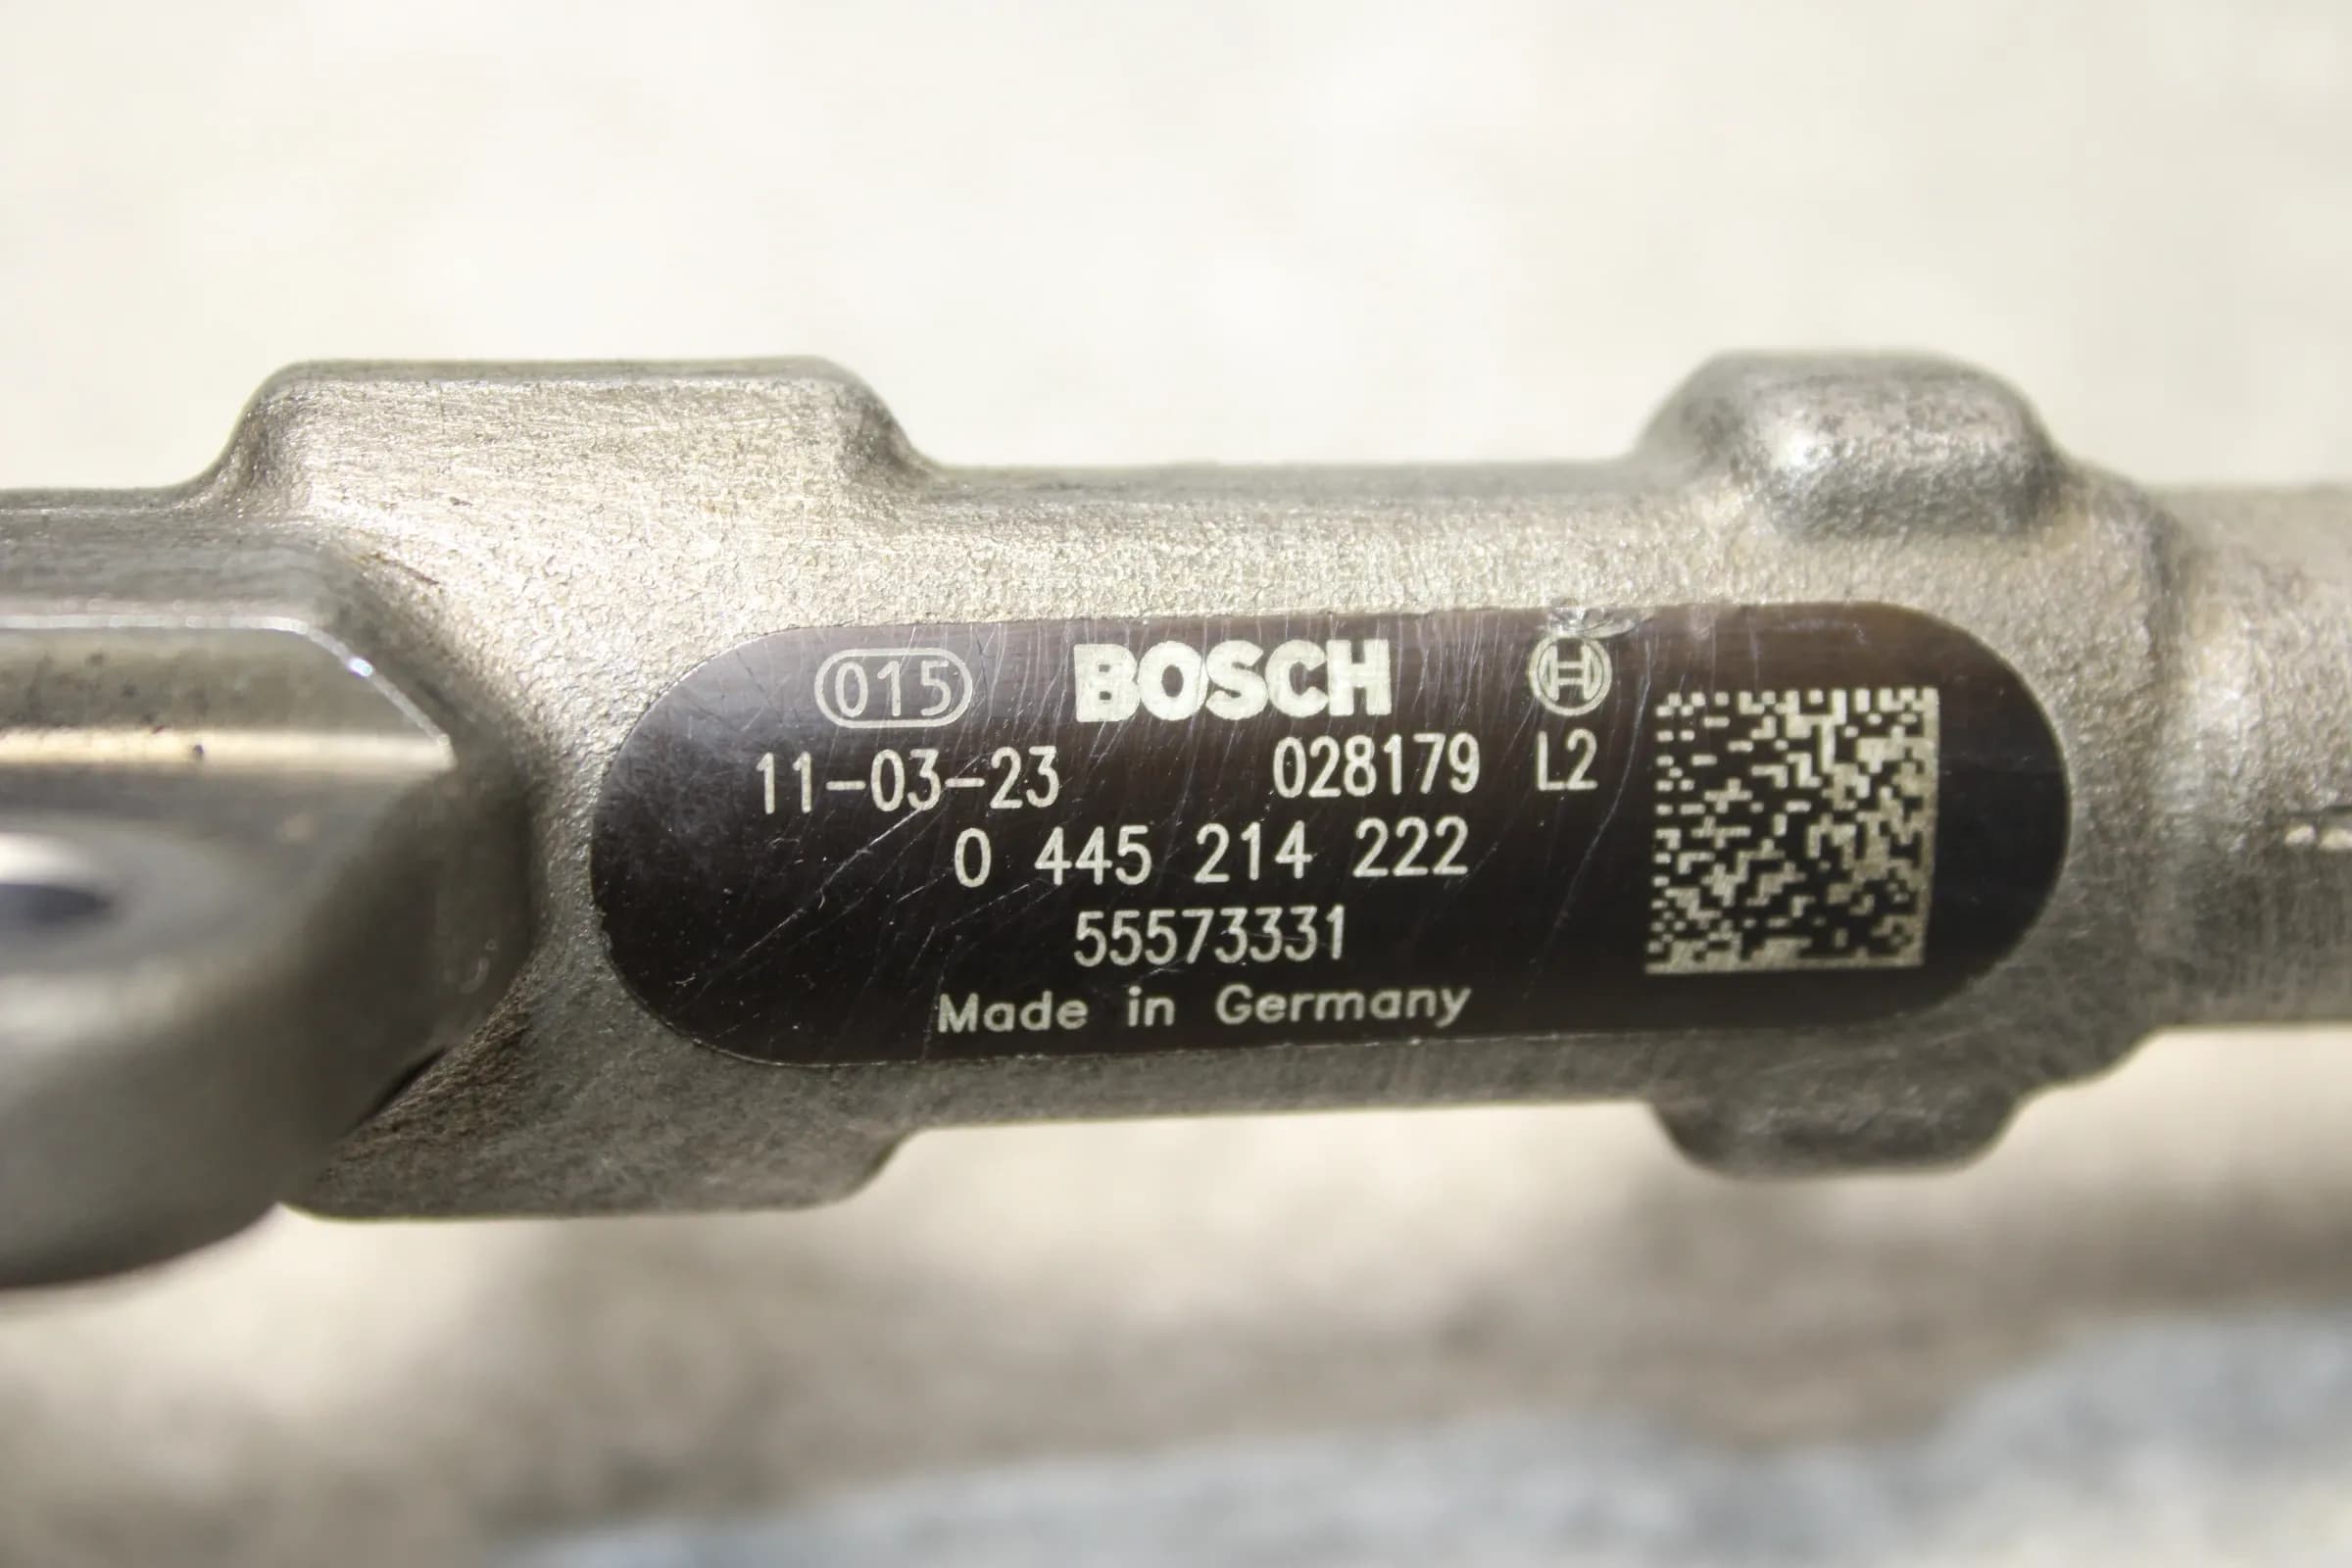 015 BOSCH
11-03-23 028179 L2
0 445 214 222
55573331
Made in Germany